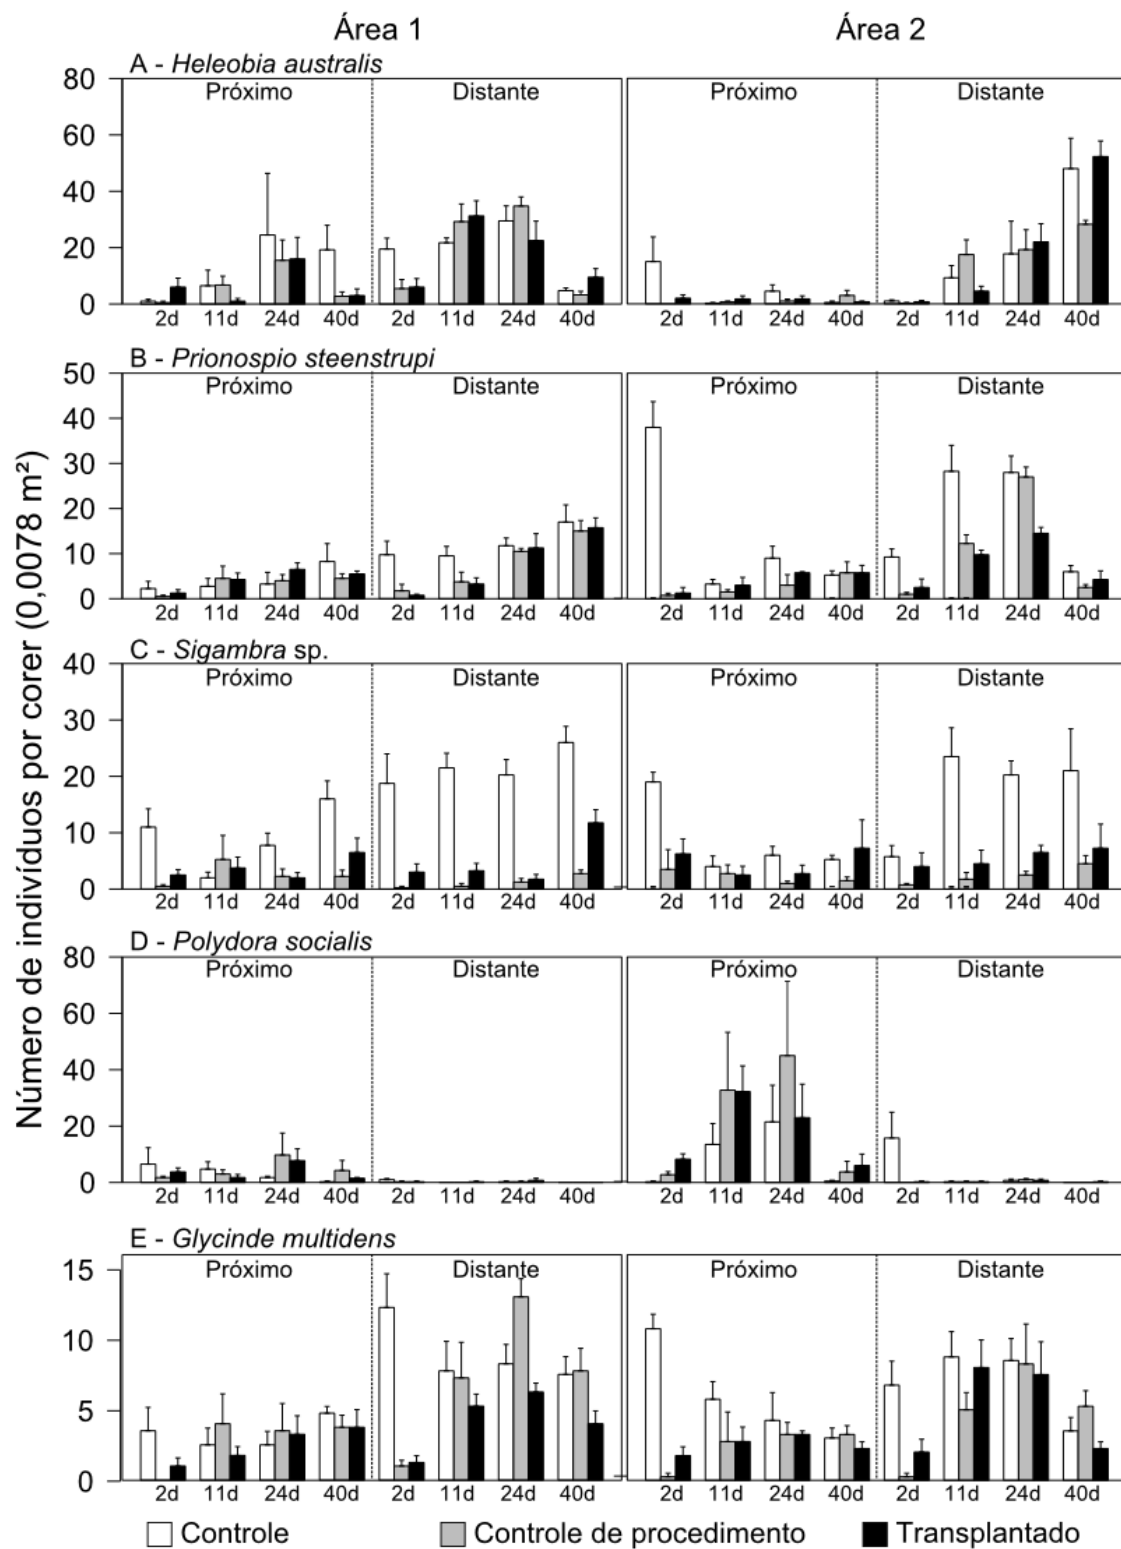 Área 1 Área 2
A - Heleobia australis
80 Próximo Distante Próximo Distante
60
40
20
0
2d 11d 24d 40d 2d 11d 24d 40d 2d 11d 24d 40d 2d 11d 24d 40d
B - Prionospio steenstrupi
50 Próximo Distante Próximo Distante
40
30
20
10
0
2d 11d 24d 40d 2d 11d 24d 40d 2d 11d 24d 40d 2d 11d 24d 40d
C - Sigambra sp.
40 Próximo Distante Próximo Distante
30
20
10
0
2d 11d 24d 40d 2d 11d 24d 40d 2d 11d 24d 40d 2d 11d 24d 40d
D - Polydora socialis
80 Próximo Distante Próximo Distante
60
40
20
0
2d 11d 24d 40d 2d 11d 24d 40d 2d 11d 24d 40d 2d 11d 24d 40d
E - Glycinde multidens
15 Próximo Distante Próximo Distante
10
5
0
2d 11d 24d 40d 2d 11d 24d 40d 2d 11d 24d 40d 2d 11d 24d 40d
Número de indivíduos por corer (0,0078 m²)
Controle Controle de procedimento Transplantado